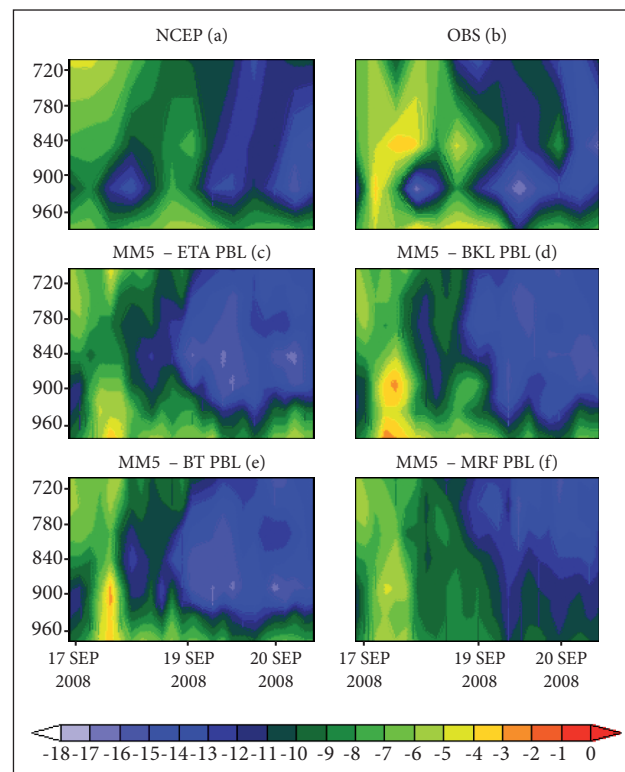 NCEP (a)
OBS (b)
720
780
840
900
960
MM5 – ETA PBL (c)
MM5 – BKL PBL (d)
720
780
840
900
960
MM5 – BT PBL (e)
MM5 – MRF PBL (f)
720
780
840
900
960
17 SEP 19 SEP 20 SEP 17 SEP 19 SEP 20 SEP
2008 2008 2008 2008 2008 2008
-18 -17 -16 -15 -14 -13 -12 -11 -10 -9 -8 -7 -6 -5 -4 -3 -2 -1 0